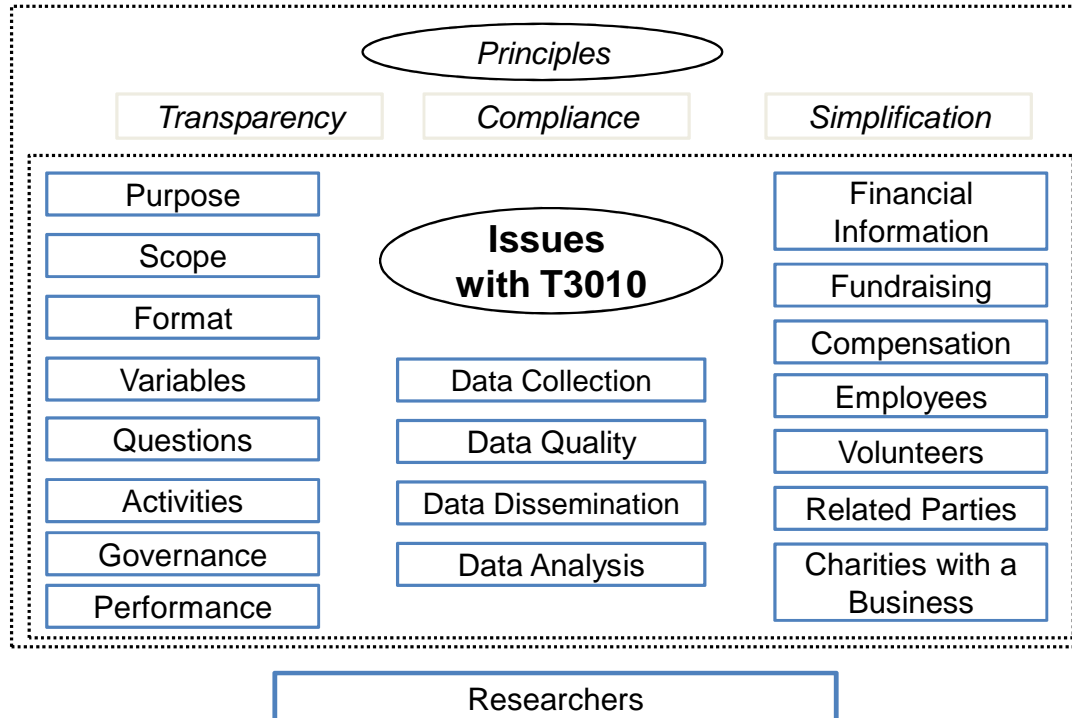 Principles
Transparency
Compliance
Simplification
Purpose
Scope
Format
Variables
Questions
Activities
Governance
Performance
Issues
with T3010
Data Collection
Data Quality
Data Dissemination
Data Analysis
Financial
Information
Fundraising
Compensation
Employees
Volunteers
Related Parties
Charities with a
Business
Researchers